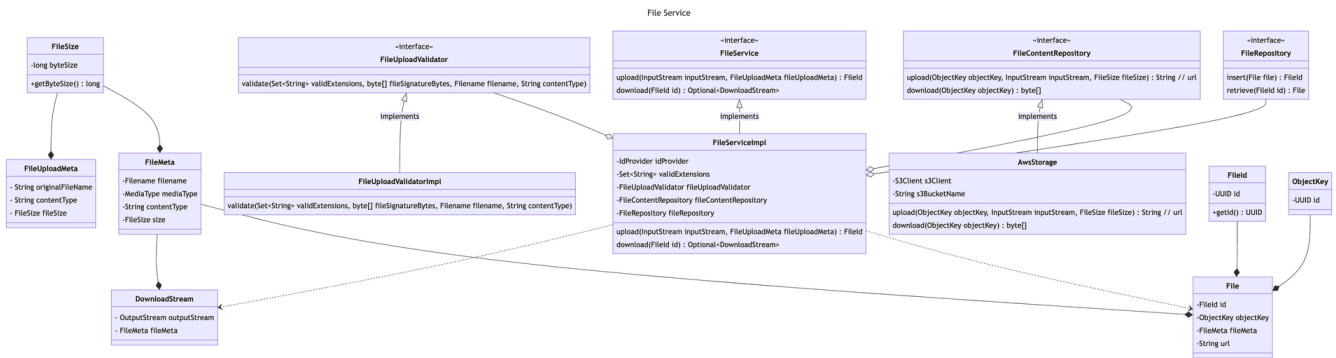 File Service
FileSize
-long byteSize
+getByteSize() : long
«interface»
FileUploadValidator
validate(Set<String> validExtensions, byte[] fileSignatureBytes, Filename filename, String contentType)
«interface»
FileService
upload(InputStream inputStream, FileUploadMeta fileUploadMeta) : FileId
download(FileId id) : Optional<DownloadStream>
«interface»
FileContentRepository
upload(ObjectKey objectKey, InputStream inputStream, FileSize fileSize) : String // url
download(ObjectKey objectKey) : byte[]
«interface»
FileRepository
insert(File file) : FileId
retrieve(FileId id) : File
implements
implements
implements
FileUploadMeta
- String originalFileName
- String contentType
- FileSize fileSize
FileMeta
-Filename filename
-MediaType mediaType
-String contentType
-FileSize size
FileUploadValidatorImpl
validate(Set<String> validExtensions, byte[] fileSignatureBytes, Filename filename, String contentType)
FileServiceImpl
-IdProvider idProvider
-Set<String> validExtensions
-FileUploadValidator fileUploadValidator
-FileContentRepository fileContentRepository
-FileRepository fileRepository
upload(InputStream inputStream, FileUploadMeta fileUploadMeta) : FileId
download(FileId id) : Optional<DownloadStream>
AwsStorage
-S3Client s3Client
-String s3BucketName
upload(ObjectKey objectKey, InputStream inputStream, FileSize fileSize) : String // url
download(ObjectKey objectKey) : byte[]
FileId
-UUID id
+getId() : UUID
ObjectKey
-UUID id
DownloadStream
- OutputStream outputStream
- FileMeta fileMeta
File
-FileId id
-ObjectKey objectKey
-FileMeta fileMeta
-String url